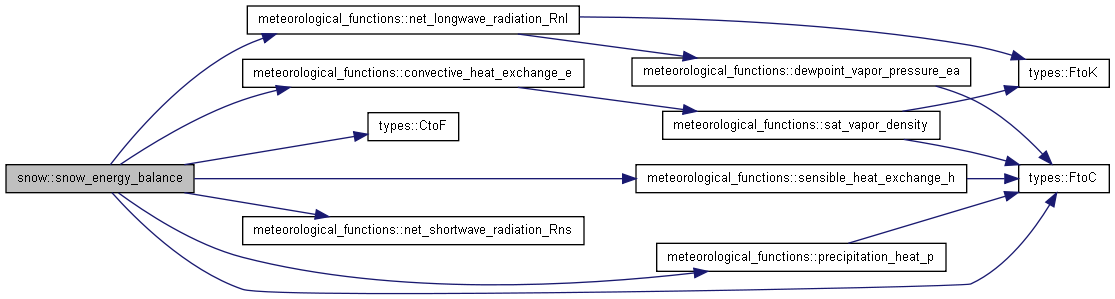 meteorological_functions::net_longwave_radiation_Rnl
meteorological_functions::convective_heat_exchange_e
meteorological_functions::dewpoint_vapor_pressure_ea
types::FtoK
types::CtoF
meteorological_functions::sat_vapor_density
snow::snow_energy_balance
meteorological_functions::sensible_heat_exchange_h
types::FtoC
meteorological_functions::net_shortwave_radiation_Rns
meteorological_functions::precipitation_heat_p